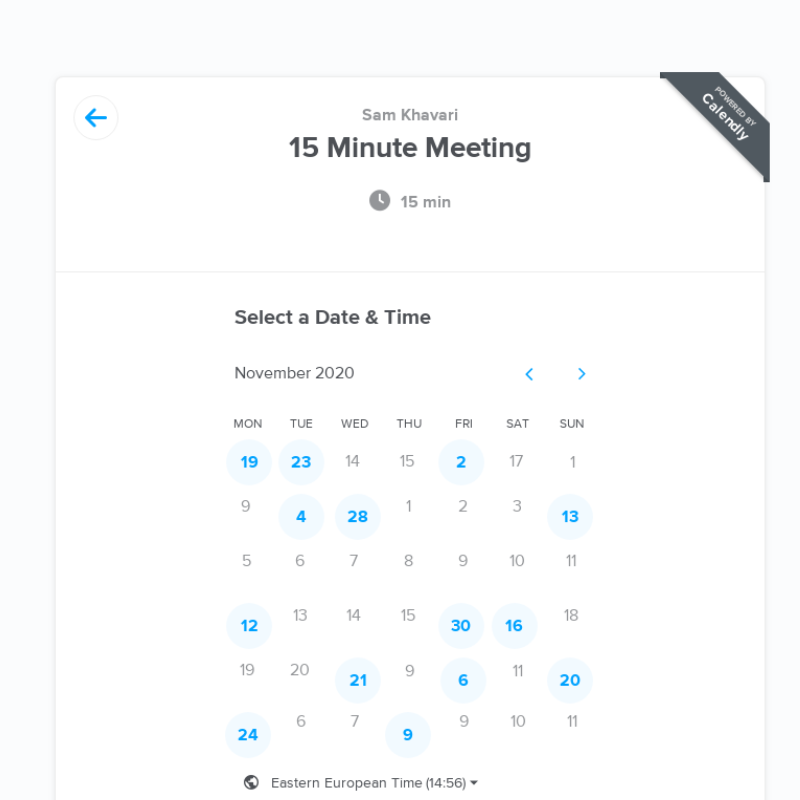 POWERED BY
Calendly
Sam Khavari
15 Minute Meeting
15 min
Select a Date & Time
November 2020
MON TUE WED THU FRI SAT SUN
19 23 14 15 2 17 1
9 4 28 1 2 3 13
5 6 7 8 9 10 11
12 13 14 15 30 16 18
19 20 21 9 6 11 20
24 6 7 9 9 10 11
Eastern European Time (14:56)